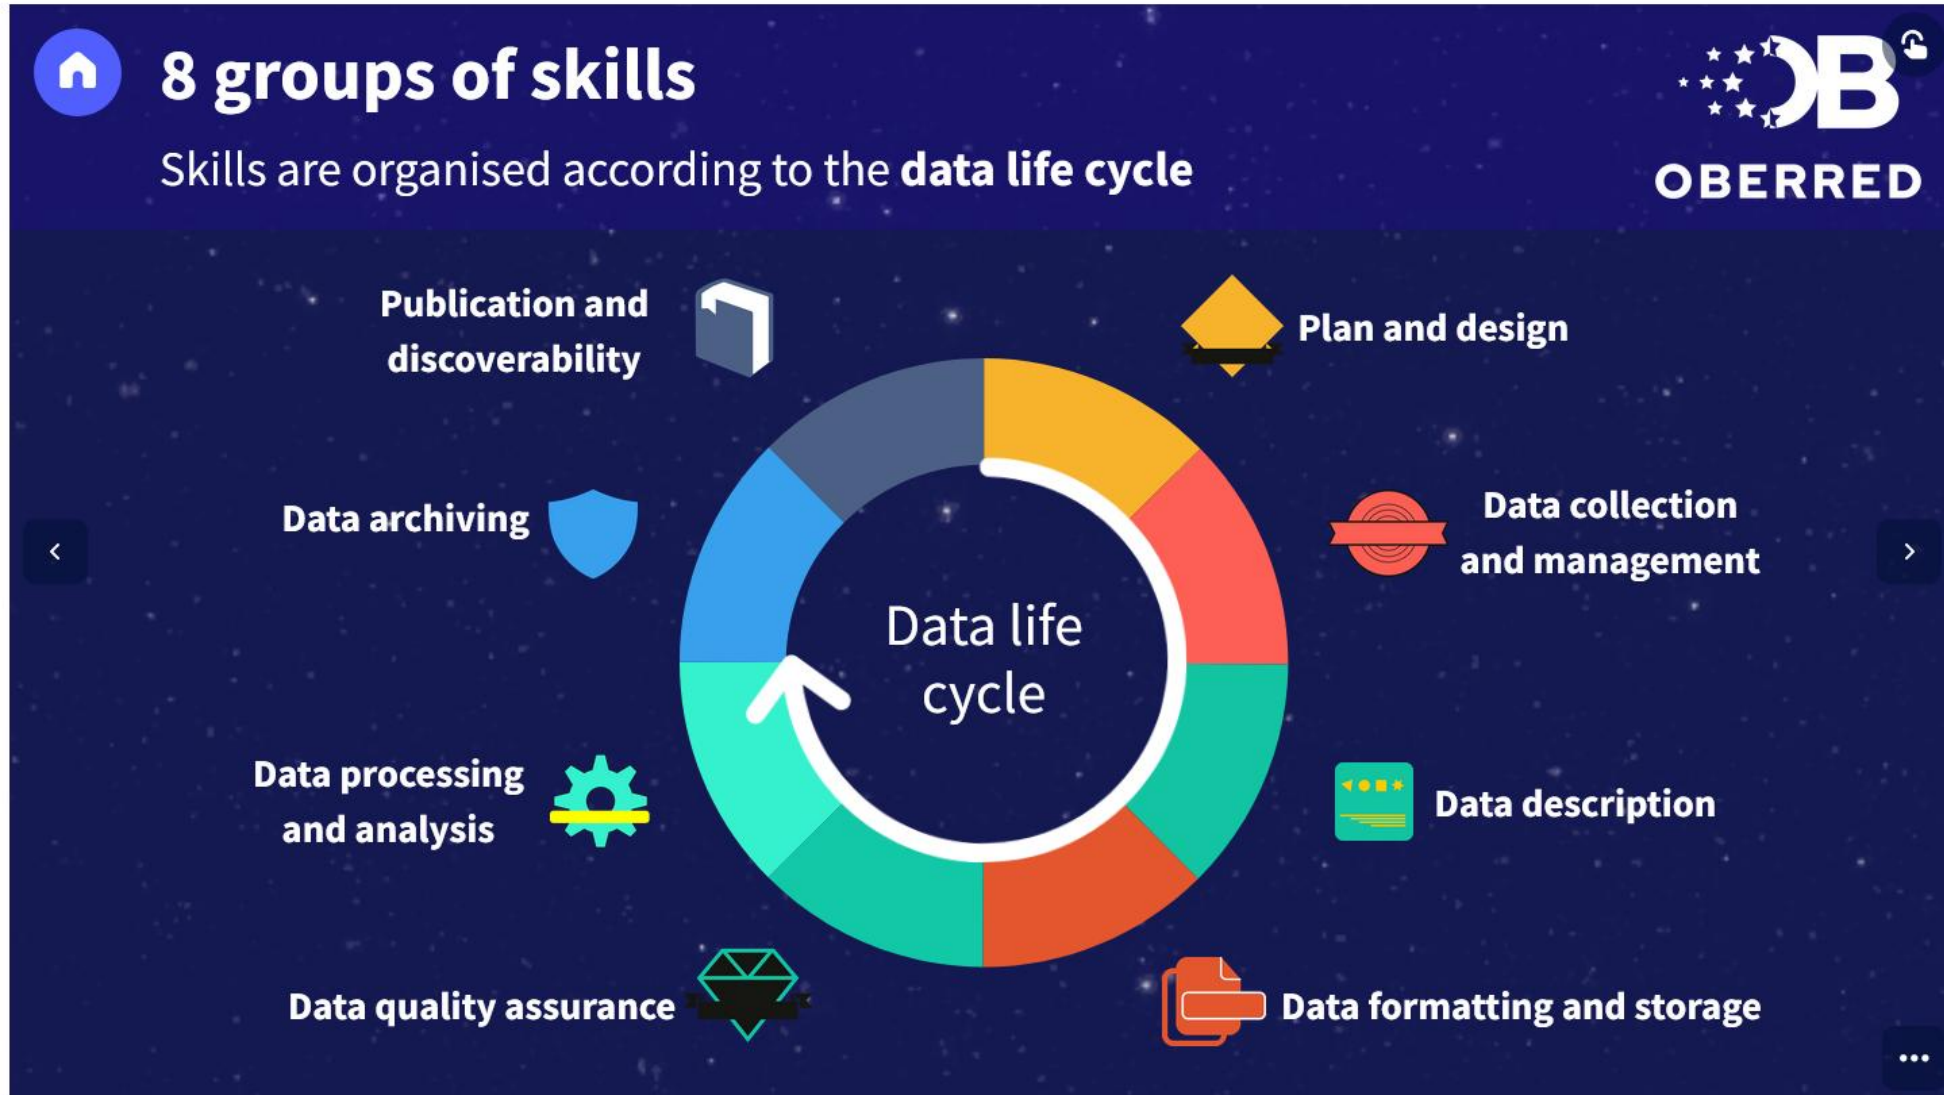 8 groups of skills
Skills are organised according to the data life cycle
OB
OBERRED
Publication and
discoverability
Plan and design
Data archiving
Data collection
and management
Data life
cycle
Data processing
and analysis
Data description
Data quality assurance
Data formatting and storage